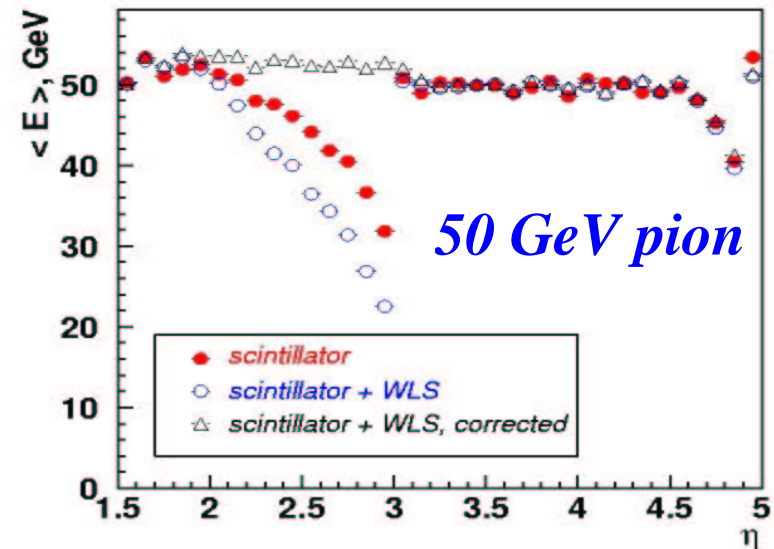 < E >, GeV
50
40
30
20
10
0
50 GeV pion
scintillator
scintillator + WLS
scintillator + WLS, corrected
1.5 2 2.5 3 3.5 4 4.5 5
η